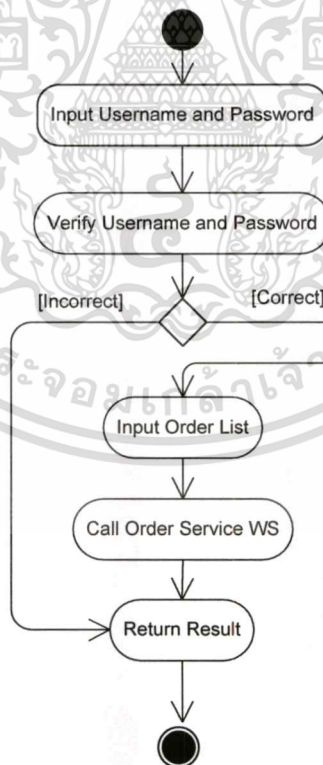 Input Username and Password
Verify Username and Password
[Incorrect]
[Correct]
Input Order List
Call Order Service WS
Return Result